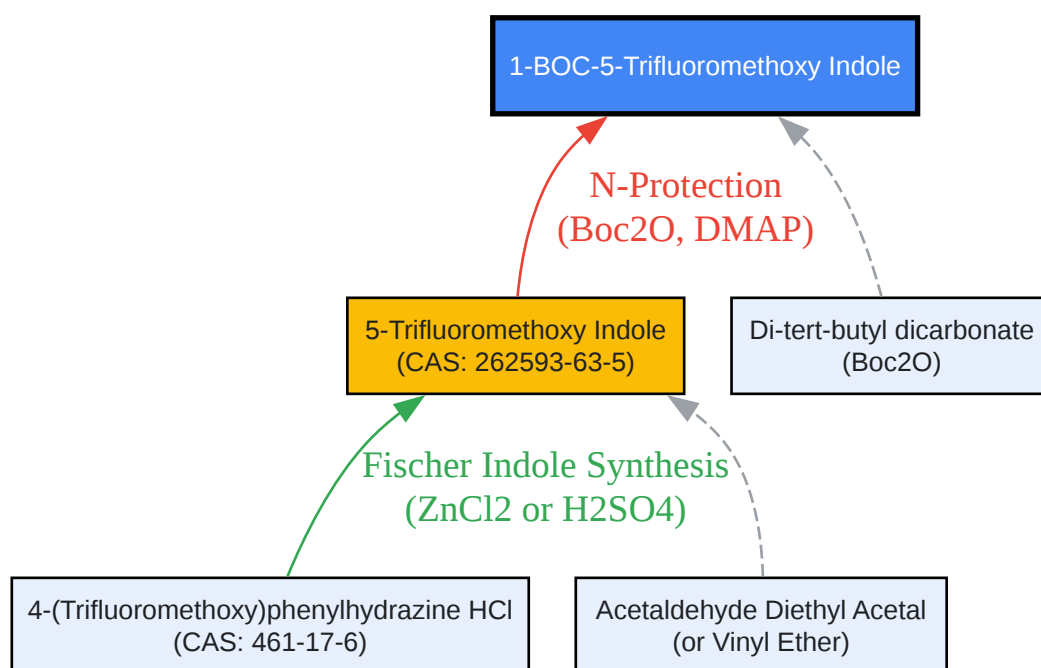 1-BOC-5-Trifluoromethoxy Indole
N-Protection
(Boc2O, DMAP)
5-Trifluoromethoxy Indole
(CAS: 262593-63-5)
Di-tert-butyl dicarbonate
(Boc2O)
Fischer Indole Synthesis
(ZnCl2 or H2SO4)
4-(Trifluoromethoxy)phenylhydrazine HCl
(CAS: 461-17-6)
Acetaldehyde Diethyl Acetal
(or Vinyl Ether)